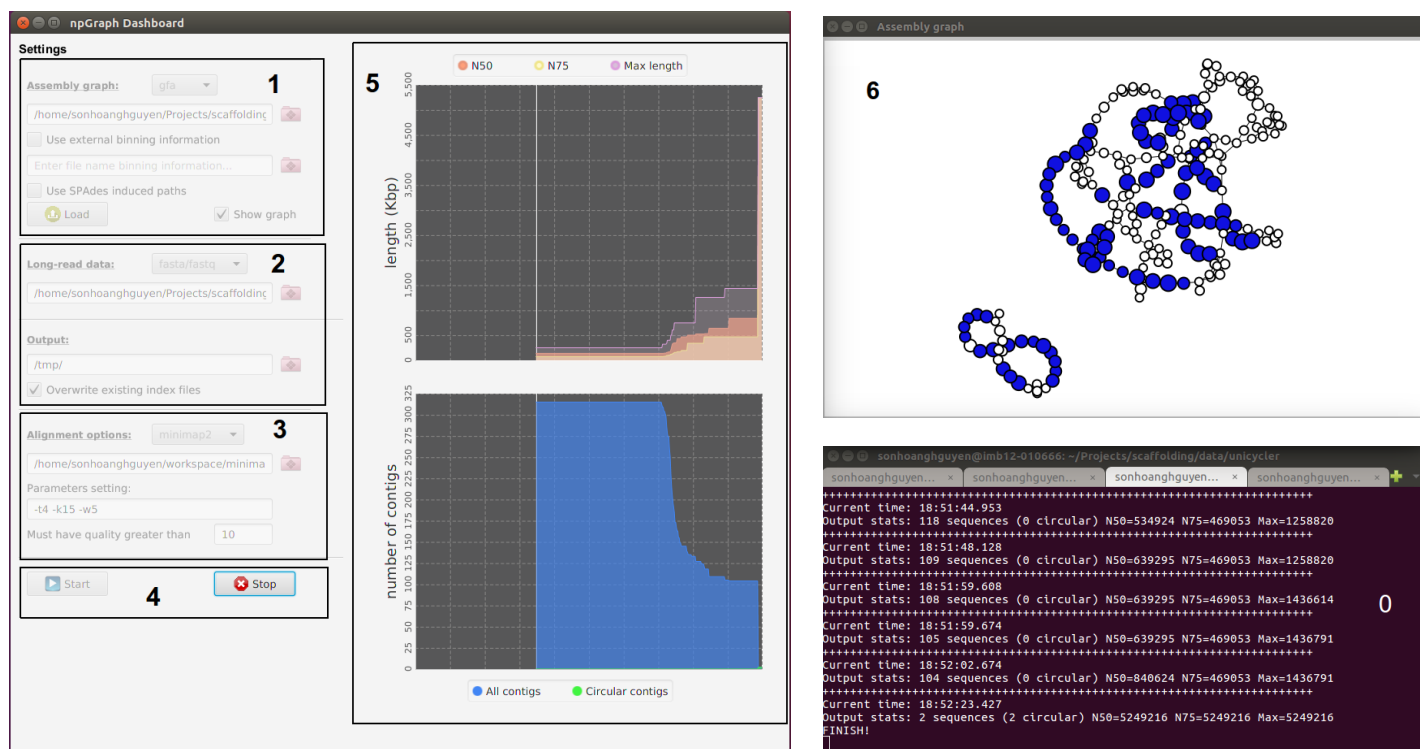 npGraph Dashboard
Settings
1
Assembly graph:
gfa
/home/sonhoanghguyen/Projects/scaffolding
Use external binning information
Enter file name binning information...
Use SPAdes induced paths
Load
Show graph
2
Long-read data:
fasta/fastq
/home/sonhoanghguyen/Projects/scaffolding
Output:
/tmp/
Overwrite existing index files
3
Alignment options:
minimap2
/home/sonhoanghguyen/workspace/minima
Parameters setting:
-t4 -k15 -w5
Must have quality greater than
10
Start
4
Stop
5
N50
N75
Max length
length (Kbp)
5,500
4,500
3,500
2,500
1,500
500
0
number of contigs
325
300
275
250
225
200
175
150
125
100
75
50
25
0
All contigs
Circular contigs
Assembly graph
6
sonhoanghguyen@imb12-010666: ~/Projects/scaffolding/data/unicycler
sonhoanghguyen... ×
sonhoanghguyen... ×
sonhoanghguyen... ×
sonhoanghguyen... ×
+++++++++++++++++++++++++++++++++++++++++++++++++++++++++++++++++++++++
Current time: 18:51:44.953
Output stats: 118 sequences (0 circular) N50=534924 N75=469053 Max=1258820
+++++++++++++++++++++++++++++++++++++++++++++++++++++++++++++++++++++++
Current time: 18:51:48.128
Output stats: 109 sequences (0 circular) N50=639295 N75=469053 Max=1258820
+++++++++++++++++++++++++++++++++++++++++++++++++++++++++++++++++++++++
Current time: 18:51:59.608
Output stats: 108 sequences (0 circular) N50=639295 N75=469053 Max=1436614
0
+++++++++++++++++++++++++++++++++++++++++++++++++++++++++++++++++++++++
Current time: 18:51:59.674
Output stats: 105 sequences (0 circular) N50=639295 N75=469053 Max=1436791
+++++++++++++++++++++++++++++++++++++++++++++++++++++++++++++++++++++++
Current time: 18:52:02.674
Output stats: 104 sequences (0 circular) N50=840624 N75=469053 Max=1436791
+++++++++++++++++++++++++++++++++++++++++++++++++++++++++++++++++++++++
Current time: 18:52:23.427
Output stats: 2 sequences (2 circular) N50=5249216 N75=5249216 Max=5249216
FINISH!